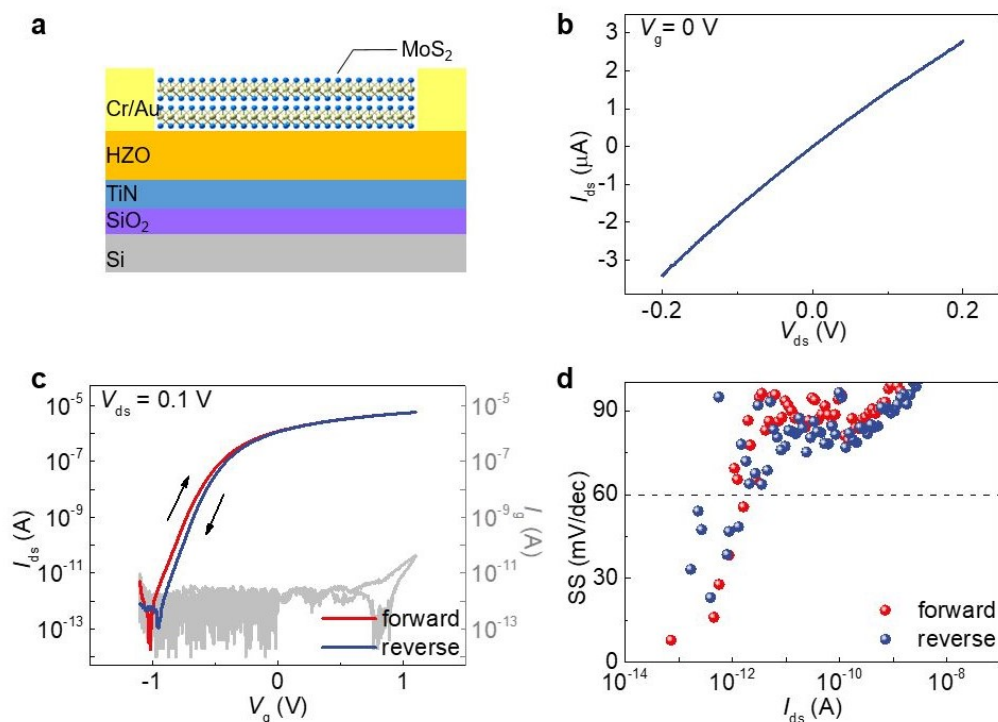 a
MoS2
Cr/Au
HZO
TiN
SiO2
Si
b
Vg= 0 V
3
2
1
0
-1
-2
-3
Ids (μA)
-0.2
0.0
0.2
Vds (V)
c
Vds = 0.1 V
10-5
10-7
10-9
10-11
10-13
Ids (A)
10-5
10-7
10-9
10-11
10-13
Ig (A)
forward
reverse
-1
0
1
Vg (V)
d
90
60
30
0
SS (mV/dec)
forward
reverse
10-14
10-12
10-10
10-8
Ids (A)